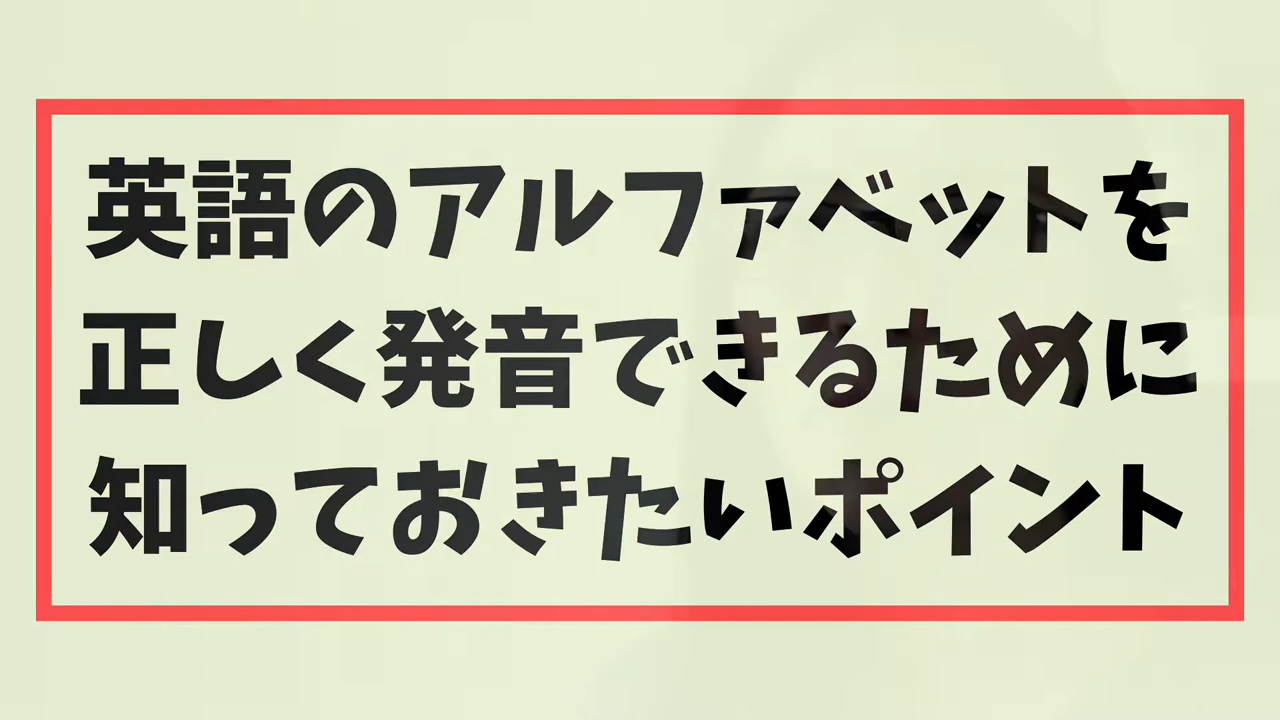 英語のアルファベットを
正しく発音できるために
知っておきたいポイント